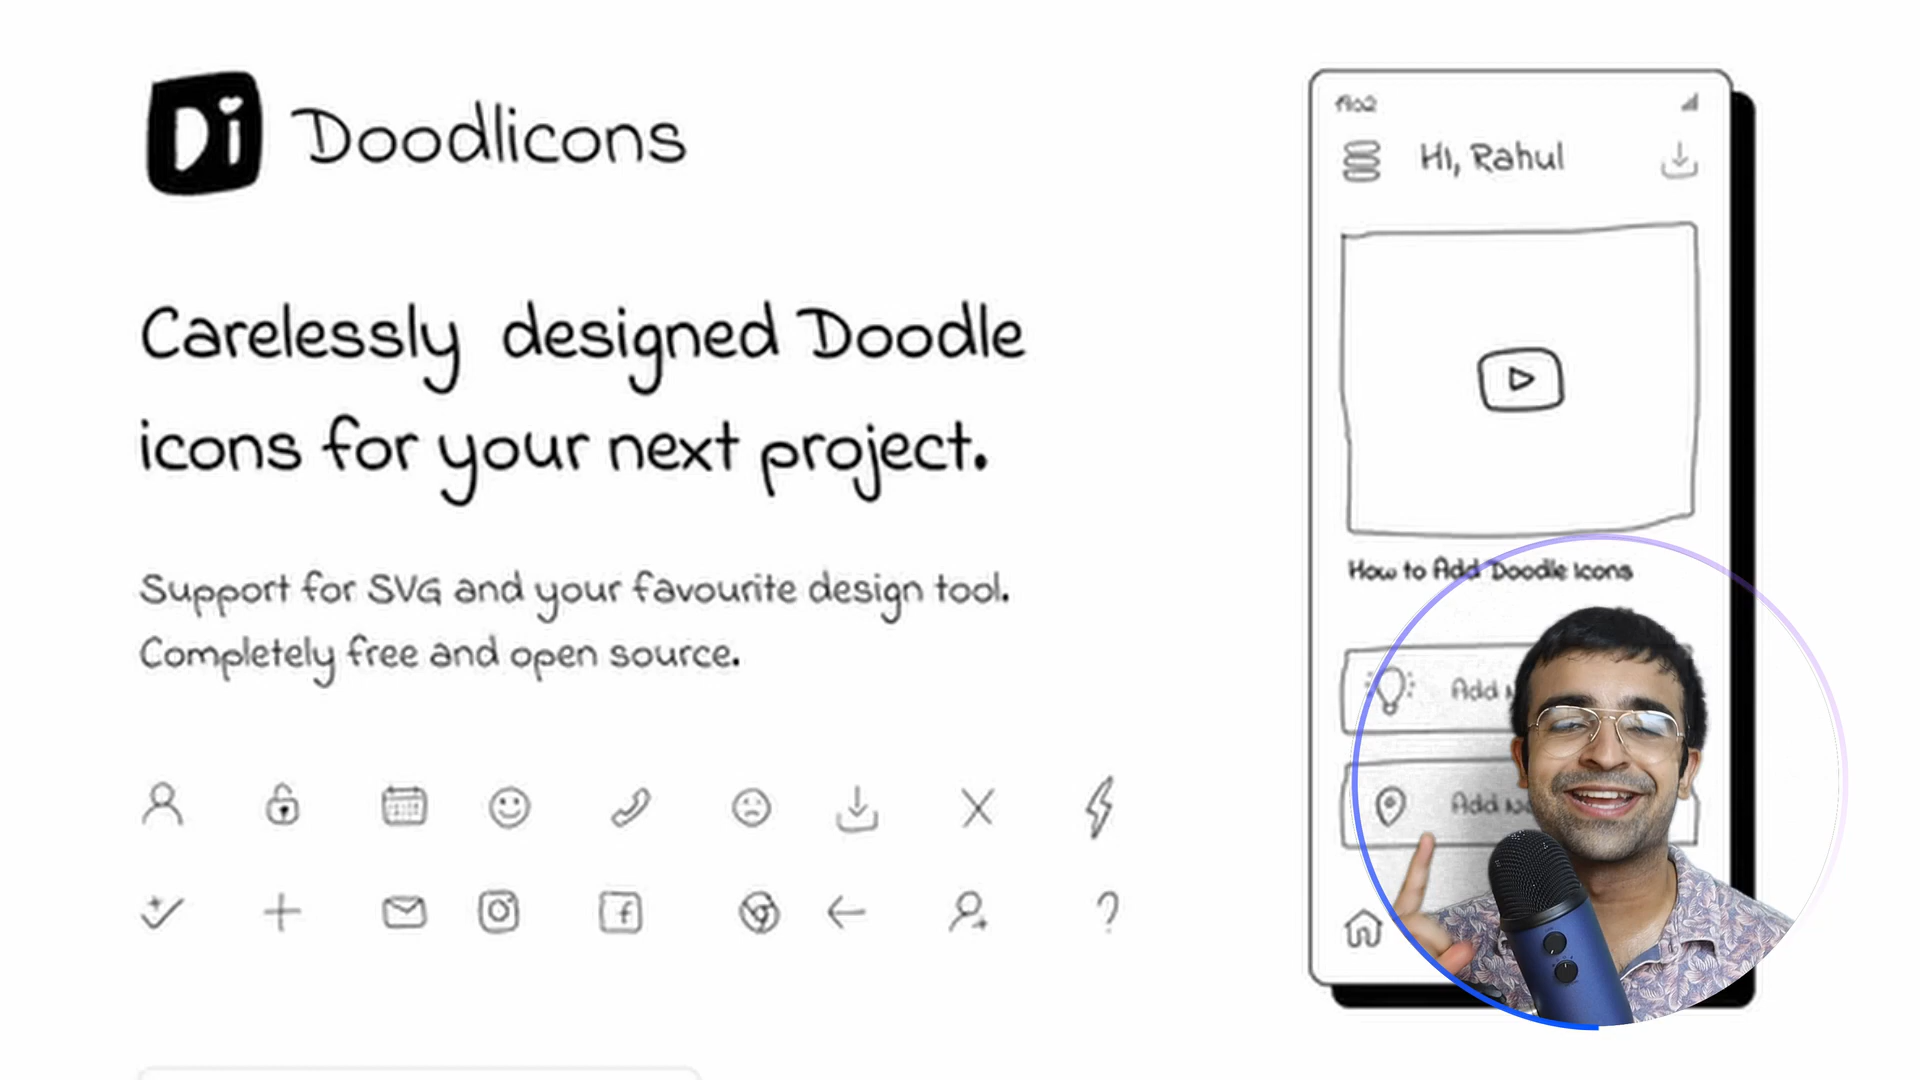 Di
Doodlicons
Carelessly designed Doodle
icons for your next project.
Support for SVG and your favourite design tool.
Completely free and open source.
Hi, Rahul
How to Add Doodle Icons
Add
Add